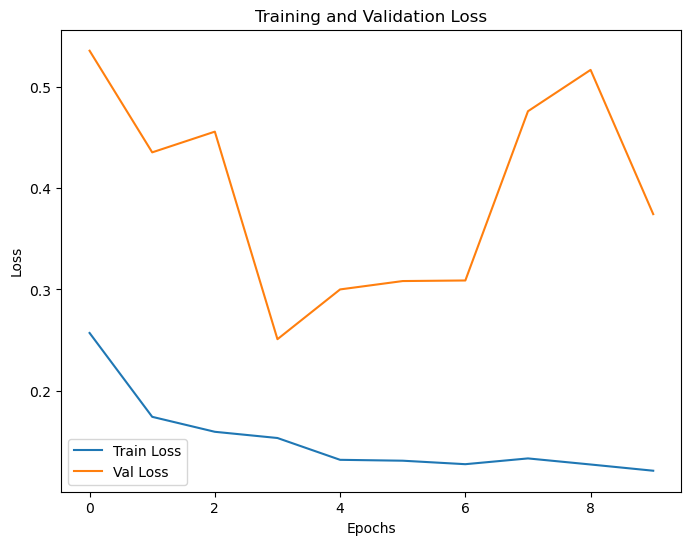 Training and Validation Loss
0.5
0.4
0.3
0.2
Loss
Train Loss
Val Loss
0 2 4 6 8
Epochs